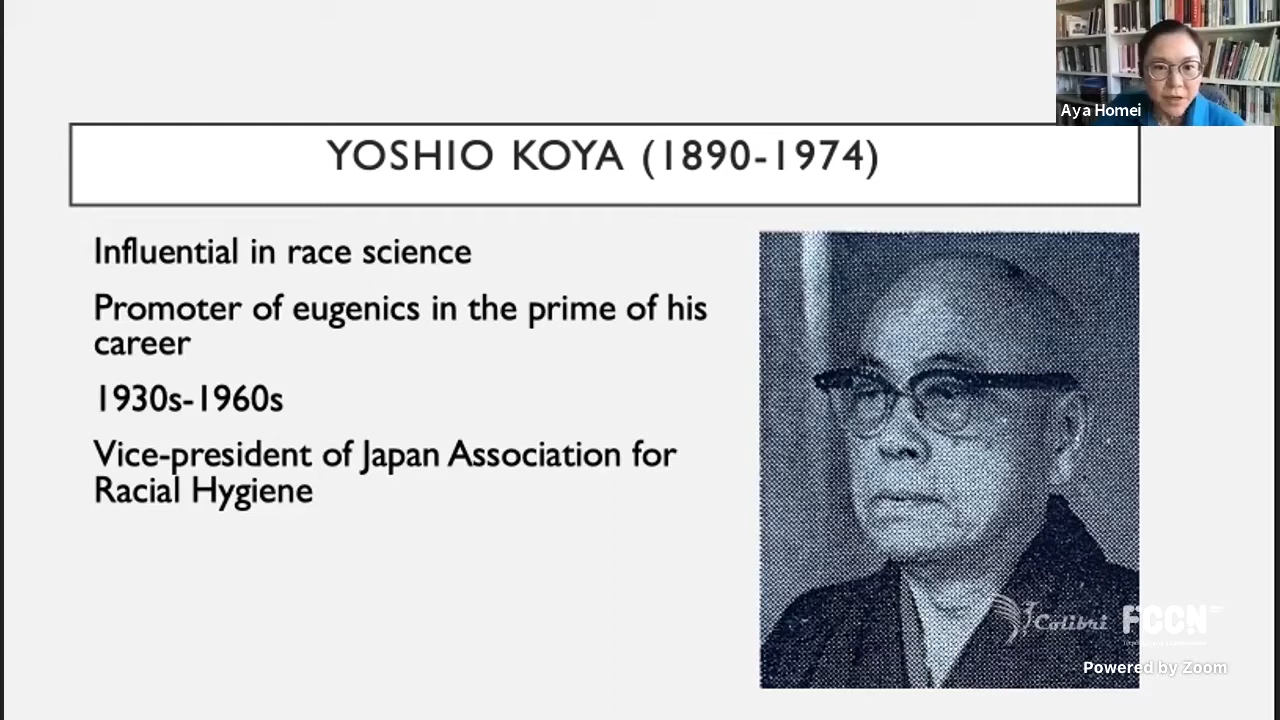 Aya Homei
YOSHIO KOYA (1890-1974)
Influential in race science
Promoter of eugenics in the prime of his
career
1930s-1960s
Vice-president of Japan Association for
Racial Hygiene
Colibri FCCN
Powered by Zoom